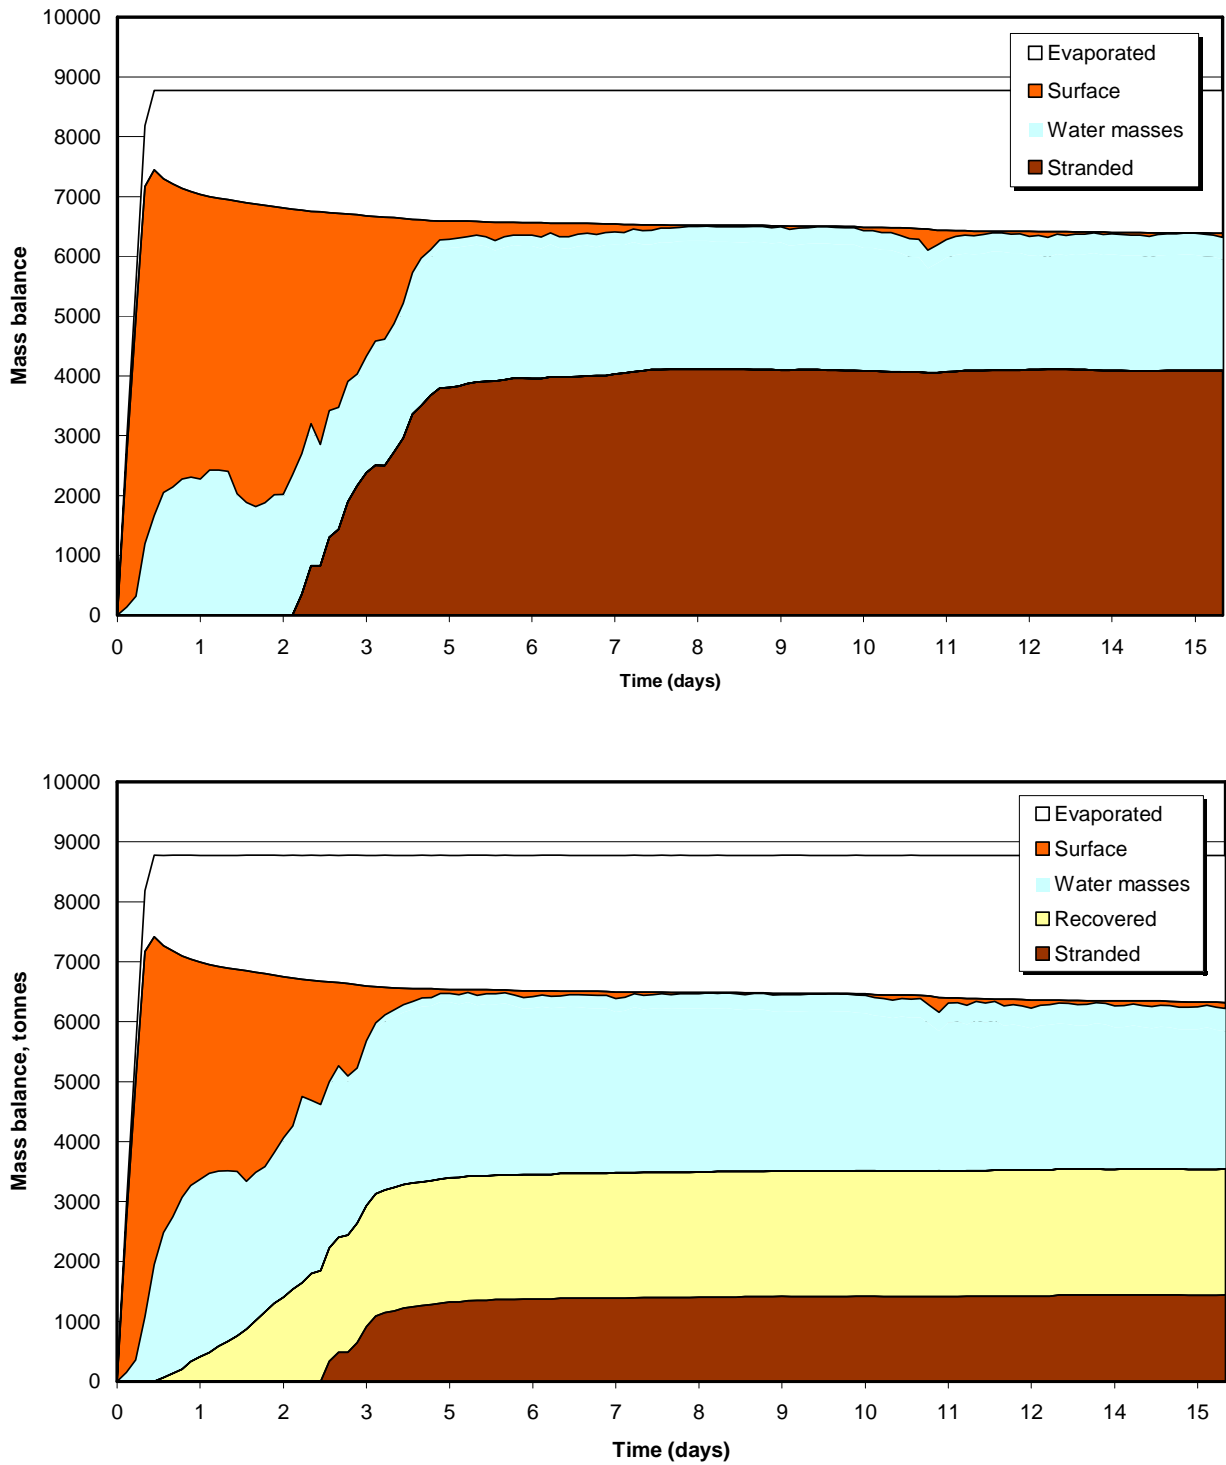 10000
9000
8000
7000
6000
5000
4000
3000
2000
1000
0
Mass balance
Evaporated
Surface
Water masses
Stranded
0 1 2 3 5 6 7 8 9 10 11 12 14 15
Time (days)
10000
9000
8000
7000
6000
5000
4000
3000
2000
1000
0
Mass balance, tonnes
Evaporated
Surface
Water masses
Recovered
Stranded
0 1 2 3 5 6 7 8 9 10 11 12 14 15
Time (days)